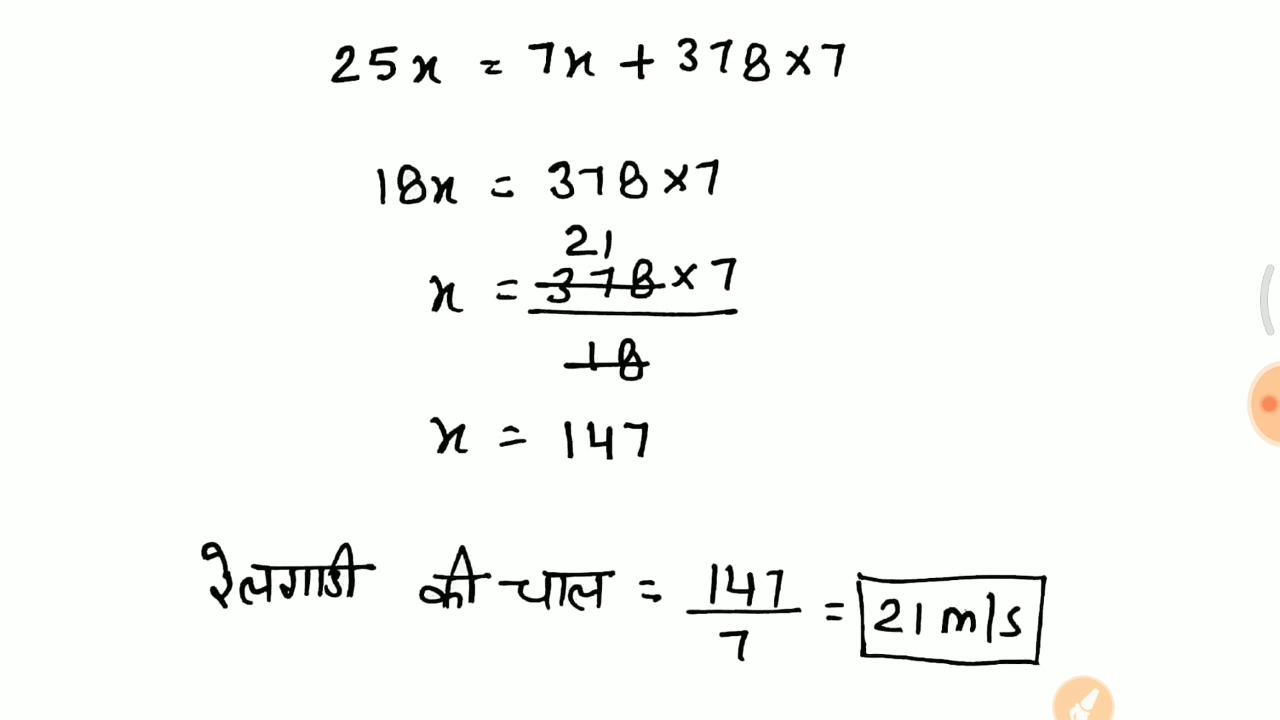 25x = 7x + 378×7
18x = 378×7
21
x = 378×7
18
x = 147
रेलगाडी की चाल = 147/7 = 21 m/s